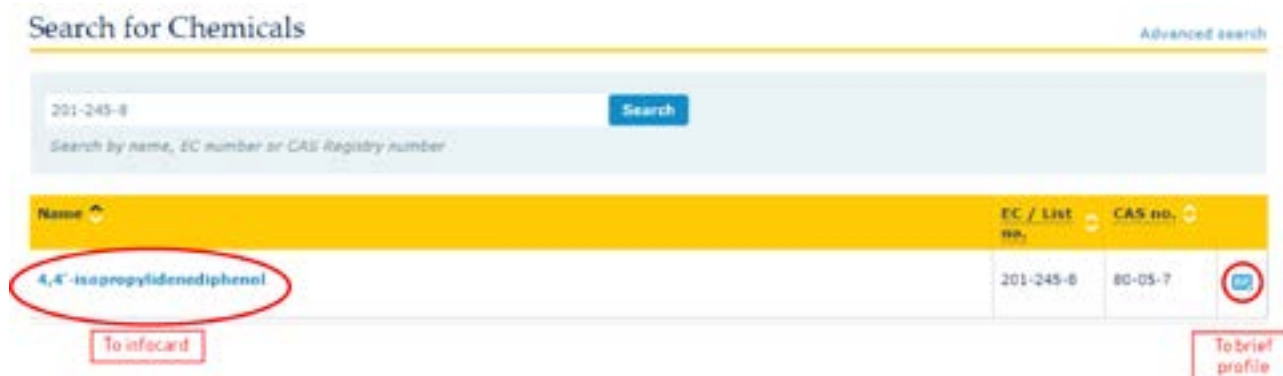 Search for Chemicals
Advanced search
201-245-8
Search
Search by name, EC number or CAS Registry number
Name
EC / List no.
CAS no.
4,4'-isopropylidenediphenol
201-245-8
80-05-7
To infocard
To brief
profile